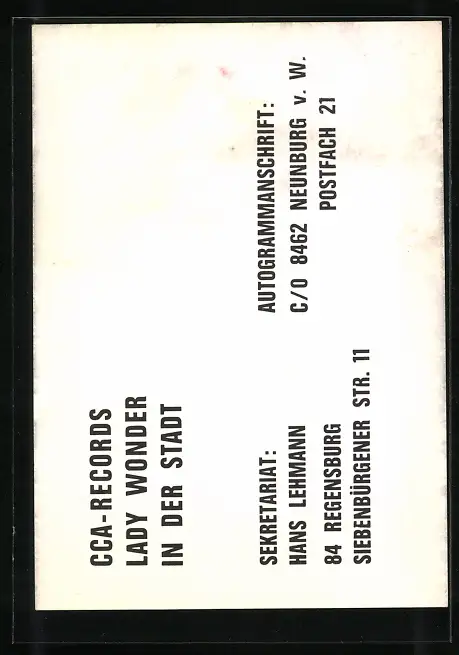 CCA-RECORDS
LADY WONDER
IN DER STADT
SEKRETARIAT:
HANS LEHMANN
84 REGENSBURG
SIEBENBÜRGENER STR. 11
AUTOGRAMMANSCHRIFT:
C/O 8462 NEUNBURG v. W.
POSTFACH 21